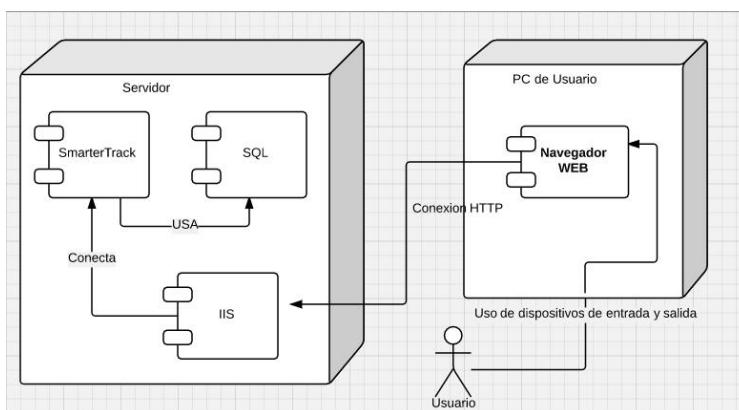 Servidor
SmarterTrack
SQL
USA
Conecta
IIS
PC de Usuario
Navegador
WEB
Conexion HTTP
Uso de dispositivos de entrada y salida
Usuario